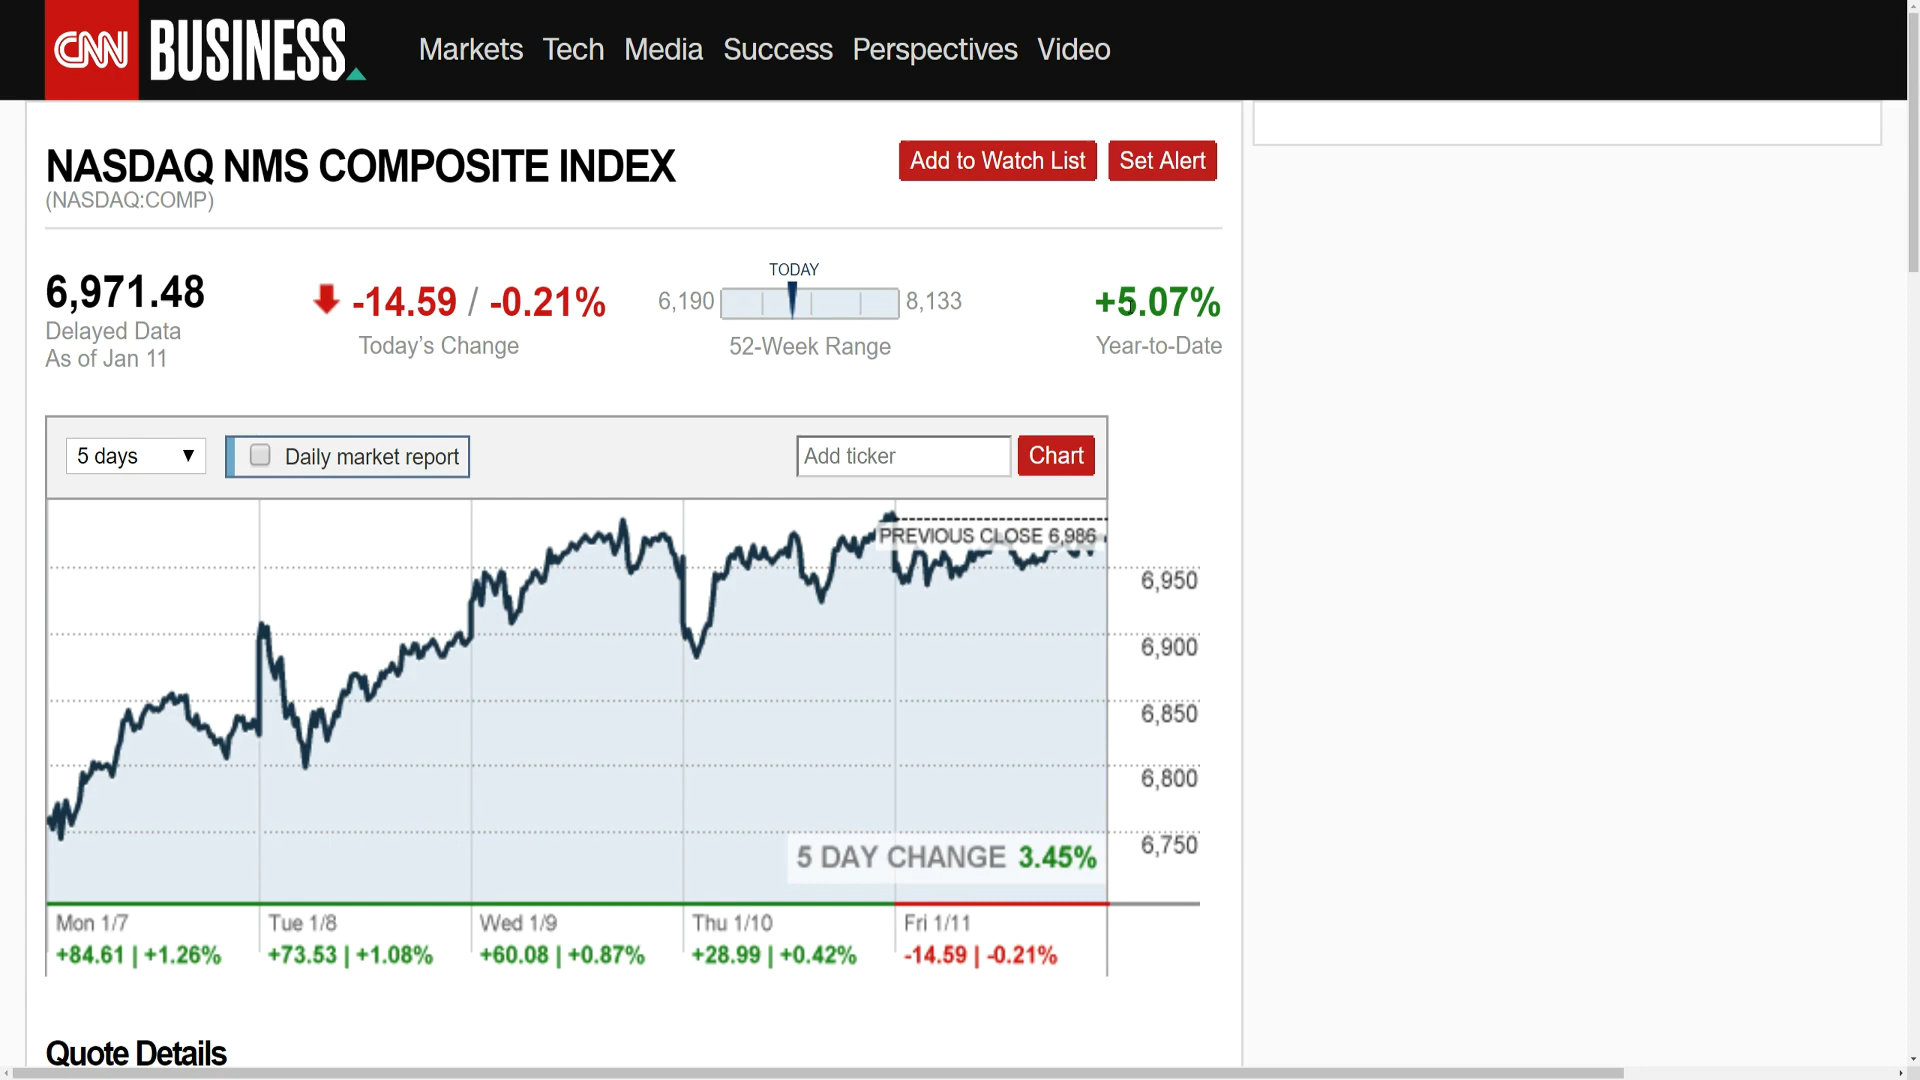 CNN BUSINESS Markets Tech Media Success Perspectives Video
NASDAQ NMS COMPOSITE INDEX
(NASDAQ:COMP)
Add to Watch List Set Alert
6,971.48
Delayed Data
As of Jan 11
-14.59 / -0.21%
Today's Change
TODAY
6,190 8,133
52-Week Range
+5.07%
Year-to-Date
5 days Daily market report Add ticker Chart
PREVIOUS CLOSE 6,986
6,950
6,900
6,850
6,800
6,750
5 DAY CHANGE 3.45%
Mon 1/7 Tue 1/8 Wed 1/9 Thu 1/10 Fri 1/11
+84.61 | +1.26% +73.53 | +1.08% +60.08 | +0.87% +28.99 | +0.42% -14.59 | -0.21%
Quote Details